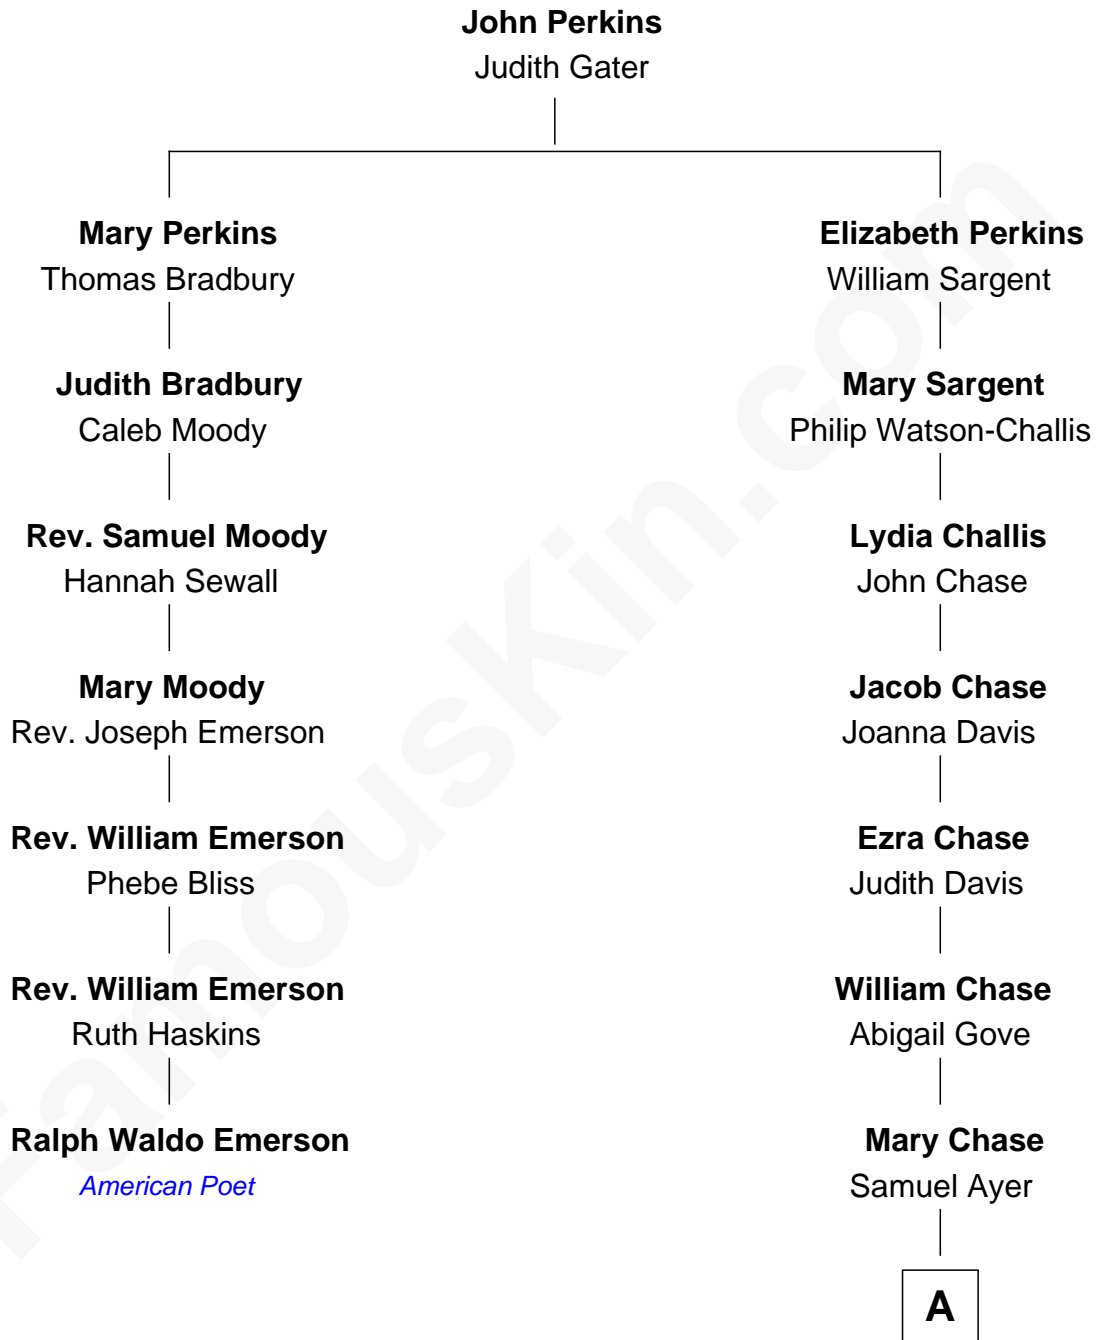 John Perkins
Judith Gater
Mary Perkins
Thomas Bradbury
Elizabeth Perkins
William Sargent
Judith Bradbury
Caleb Moody
Mary Sargent
Philip Watson-Challis
Rev. Samuel Moody
Hannah Sewall
Lydia Challis
John Chase
Mary Moody
Rev. Joseph Emerson
Jacob Chase
Joanna Davis
Rev. William Emerson
Phebe Bliss
Ezra Chase
Judith Davis
Rev. William Emerson
Ruth Haskins
William Chase
Abigail Gove
Ralph Waldo Emerson
American Poet
Mary Chase
Samuel Ayer
A
FamousKin.com